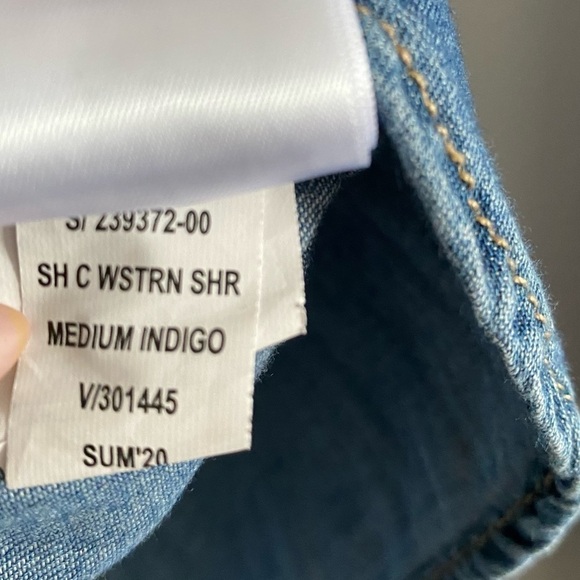 S/ 239372-00
SH C WSTRN SHR
MEDIUM INDIGO
V/301445
SUM'20